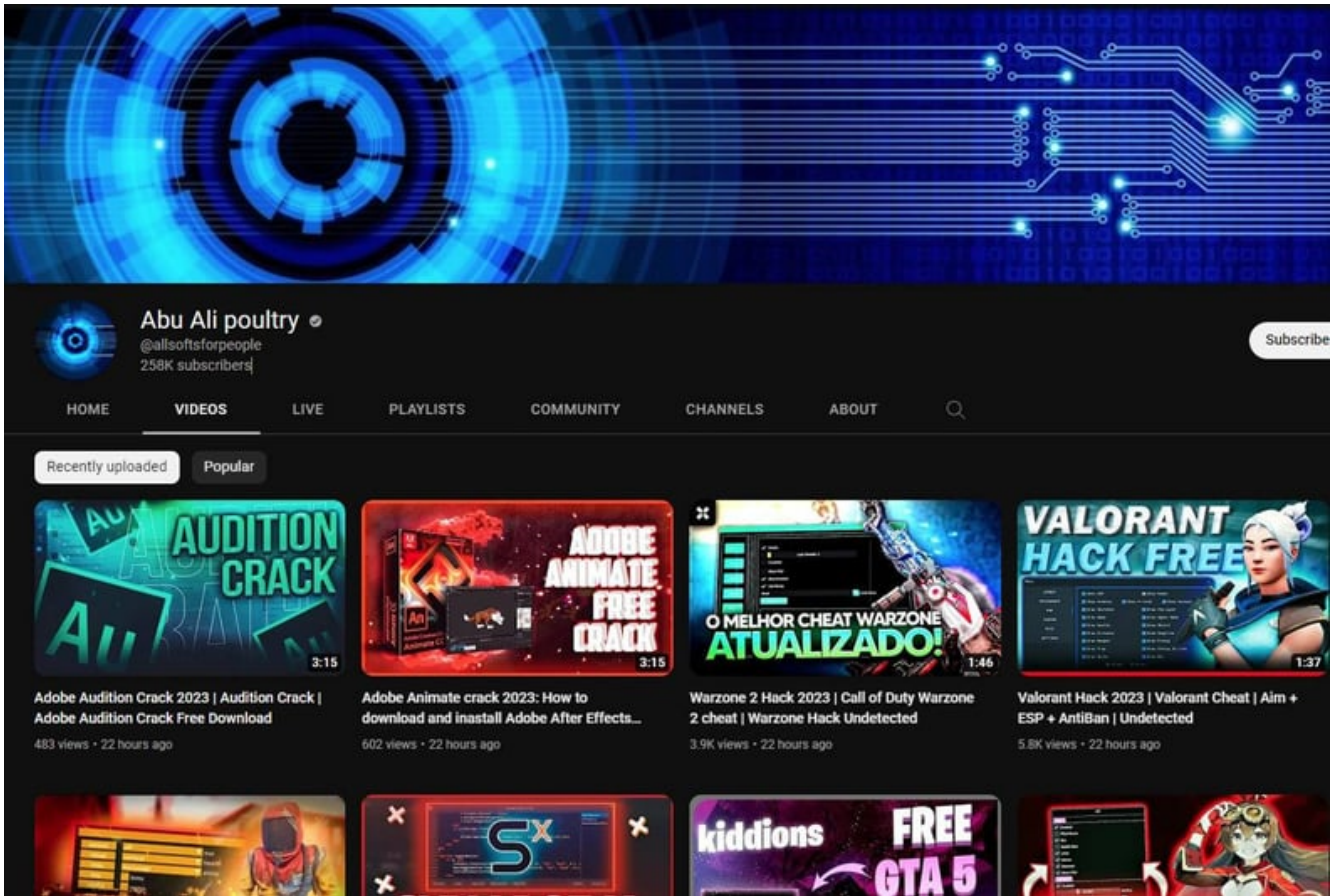 Abu Ali poultry
@allsoftsforpeople
258K subscribers
Subscribe
HOME
VIDEOS
LIVE
PLAYLISTS
COMMUNITY
CHANNELS
ABOUT
Recently uploaded
Popular
Au
AUDITION
CRACK
Au
3:15
ADOBE
ANIMATE
FREE
CRACK
An
Animate CC
3:15
O MELHOR CHEAT WARZONE
ATUALIZADO!
1:46
VALORANT
HACK FREE
1:37
Adobe Audition Crack 2023 | Audition Crack |
Adobe Audition Crack Free Download
483 views • 22 hours ago
Adobe Animate crack 2023: How to
download and inastall Adobe After Effects...
602 views • 22 hours ago
Warzone 2 Hack 2023 | Call of Duty Warzone
2 cheat | Warzone Hack Undetected
3.9K views • 22 hours ago
Valorant Hack 2023 | Valorant Cheat | Aim +
ESP + AntiBan | Undetected
5.8K views • 22 hours ago
Sx
kiddions
FREE
GTA 5